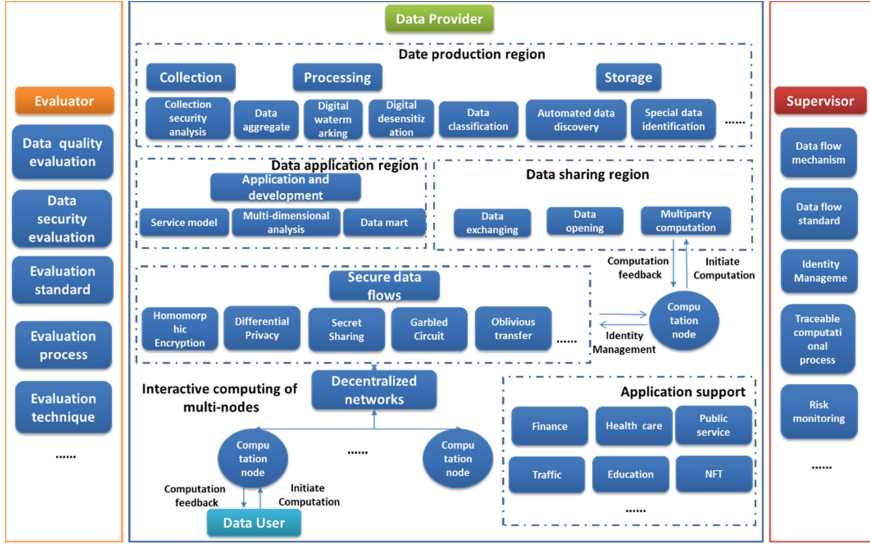 Evaluator
Data quality
evaluation
Data
security
evaluation
Evaluation
standard
Evaluation
process
Evaluation
technique
......
Data Provider
Date production region
Collection
Processing
Storage
Collection
security
analysis
Data
aggregate
Digital
waterm
arking
Digital
desensitiz
ation
Data
classification
Automated data
discovery
Special data
identification
......
Data application region
Application and
development
Service model
Multi-dimensional
analysis
Data mart
Data sharing region
Data
exchanging
Data
opening
Multiparty
computation
Computation
feedback
Initiate
Computation
Secure data
flows
Homomorp
hic
Encryption
Differential
Privacy
Secret
Sharing
Garbled
Circuit
Oblivious
transfer
......
Identity
Management
Compu
tation
node
Interactive computing of
multi-nodes
Decentralized
networks
Compu
tation
node
......
Compu
tation
node
Computation
feedback
Initiate
Computation
Data User
Application support
Finance
Health care
Public
service
Traffic
Education
NFT
......
Supervisor
Data flow
mechanism
Data flow
standard
Identity
Manageme
Traceable
computati
onal
process
Risk
monitoring
......